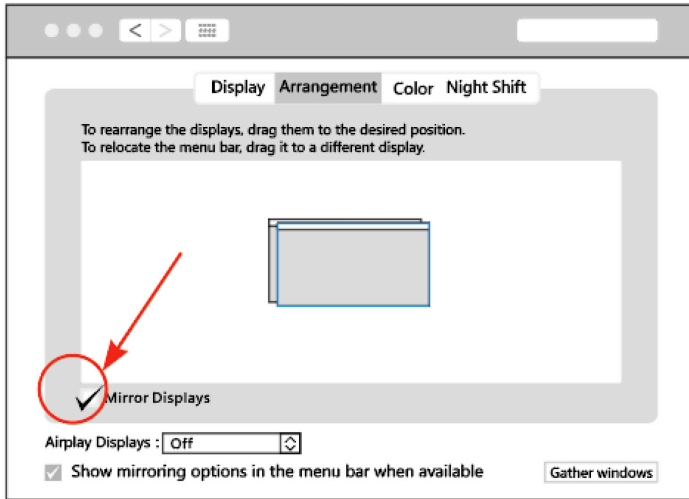 Display Arrangement Color Night Shift
To rearrange the displays, drag them to the desired position.
To relocate the menu bar, drag it to a different display.
Mirror Displays
Airplay Displays : Off
Show mirroring options in the menu bar when available
Gather windows